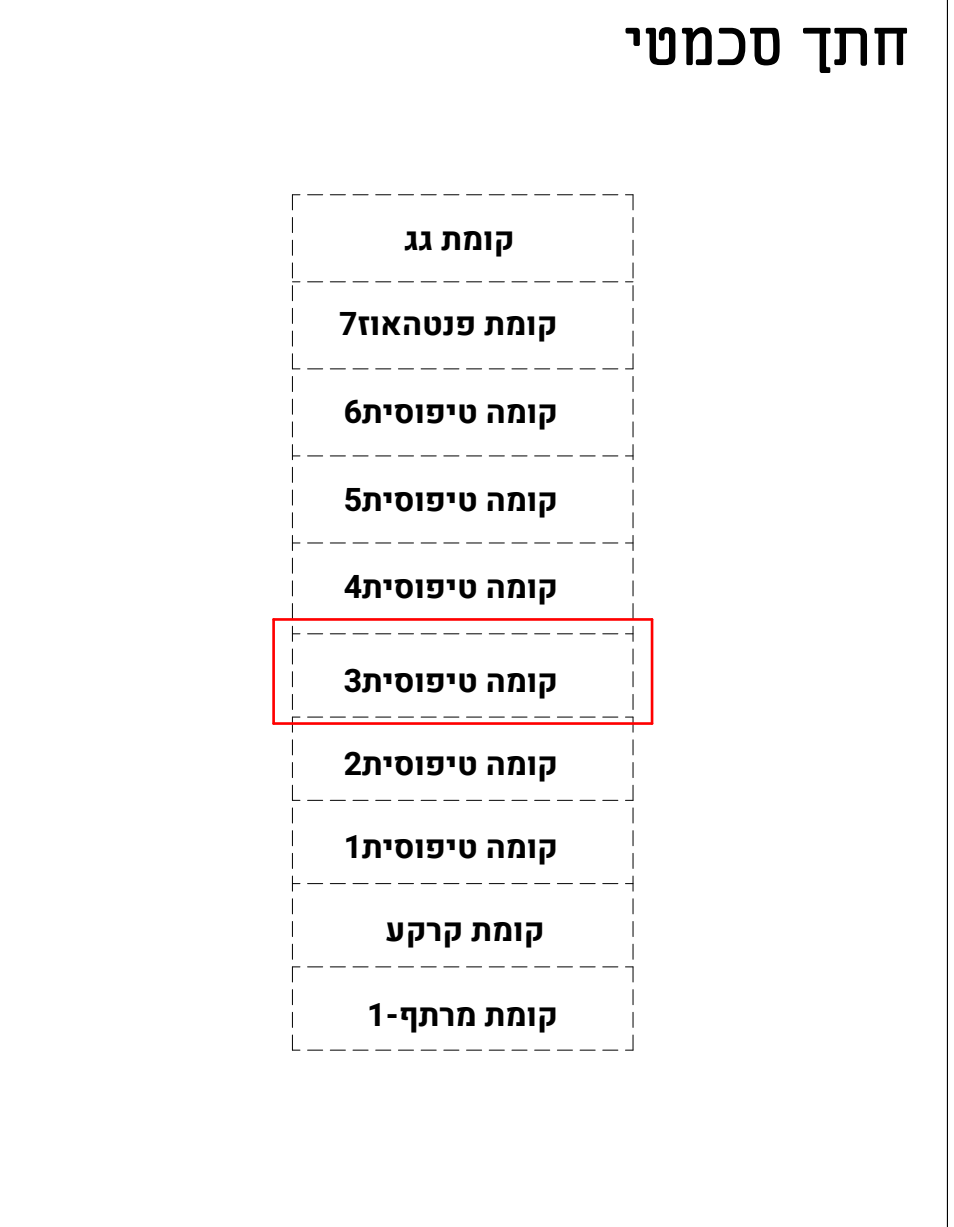 חתך סכמטי
קומת גג
קומת פנטהאוז7
קומה טיפוסית6
קומה טיפוסית5
קומה טיפוסית4
קומה טיפוסית3
קומה טיפוסית2
קומה טיפוסית1
קומת קרקע
קומת מרתף-1